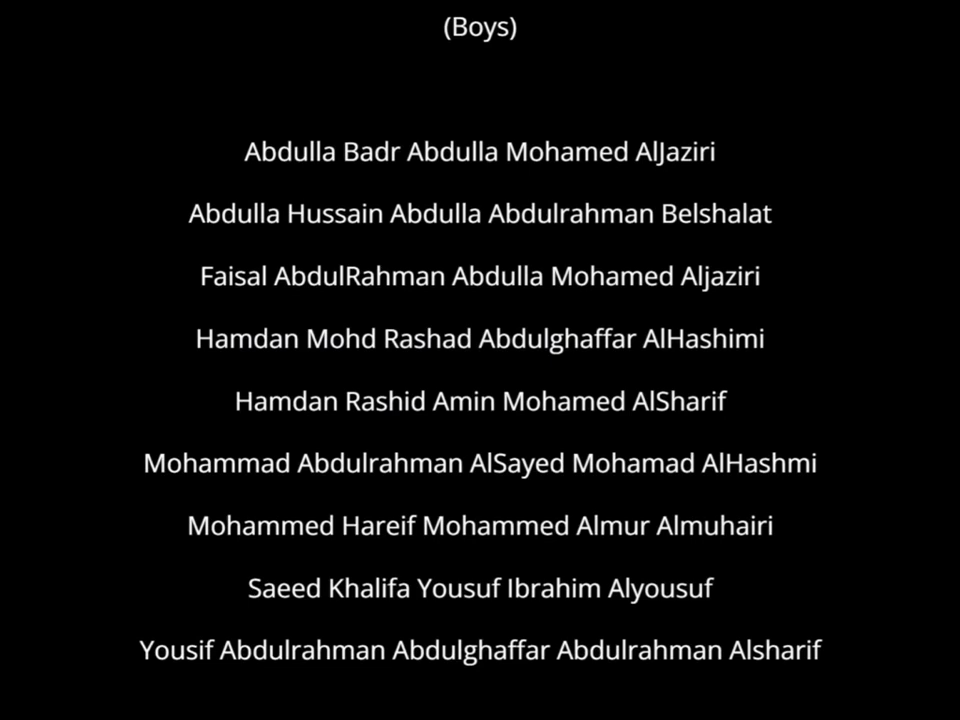 (Boys)
Abdulla Badr Abdulla Mohamed AlJaziri
Abdulla Hussain Abdulla Abdulrahman Belshalat
Faisal AbdulRahman Abdulla Mohamed Aljaziri
Hamdan Mohd Rashad Abdulghaffar AlHashimi
Hamdan Rashid Amin Mohamed AlSharif
Mohammad Abdulrahman AlSayed Mohamad AlHashmi
Mohammed Hareif Mohammed Almur Almuhairi
Saeed Khalifa Yousuf Ibrahim Alyousuf
Yousif Abdulrahman Abdulghaffar Abdulrahman Alsharif